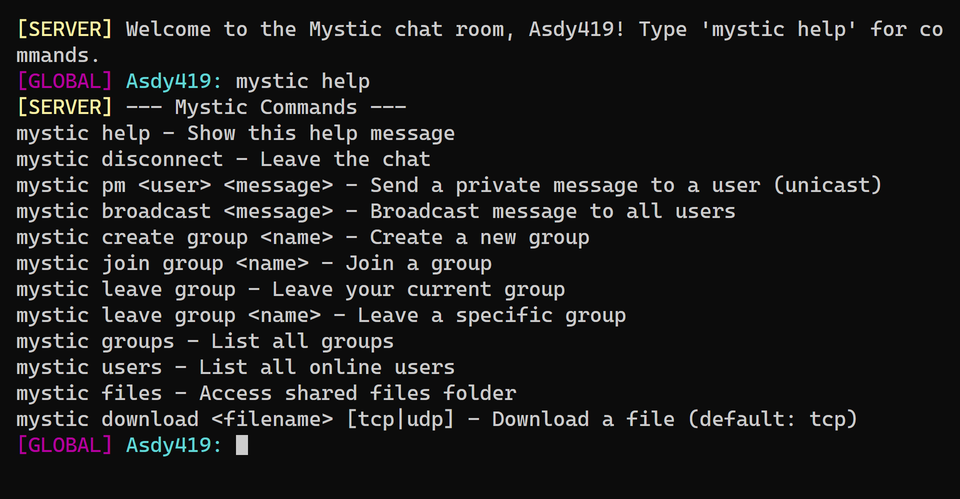 [SERVER] Welcome to the Mystic chat room, Asdy419! Type 'mystic help' for co
mmands.
[GLOBAL] Asdy419: mystic help
[SERVER] --- Mystic Commands ---
mystic help - Show this help message
mystic disconnect - Leave the chat
mystic pm <user> <message> - Send a private message to a user (unicast)
mystic broadcast <message> - Broadcast message to all users
mystic create group <name> - Create a new group
mystic join group <name> - Join a group
mystic leave group - Leave your current group
mystic leave group <name> - Leave a specific group
mystic groups - List all groups
mystic users - List all online users
mystic files - Access shared files folder
mystic download <filename> [tcp|udp] - Download a file (default: tcp)
[GLOBAL] Asdy419: